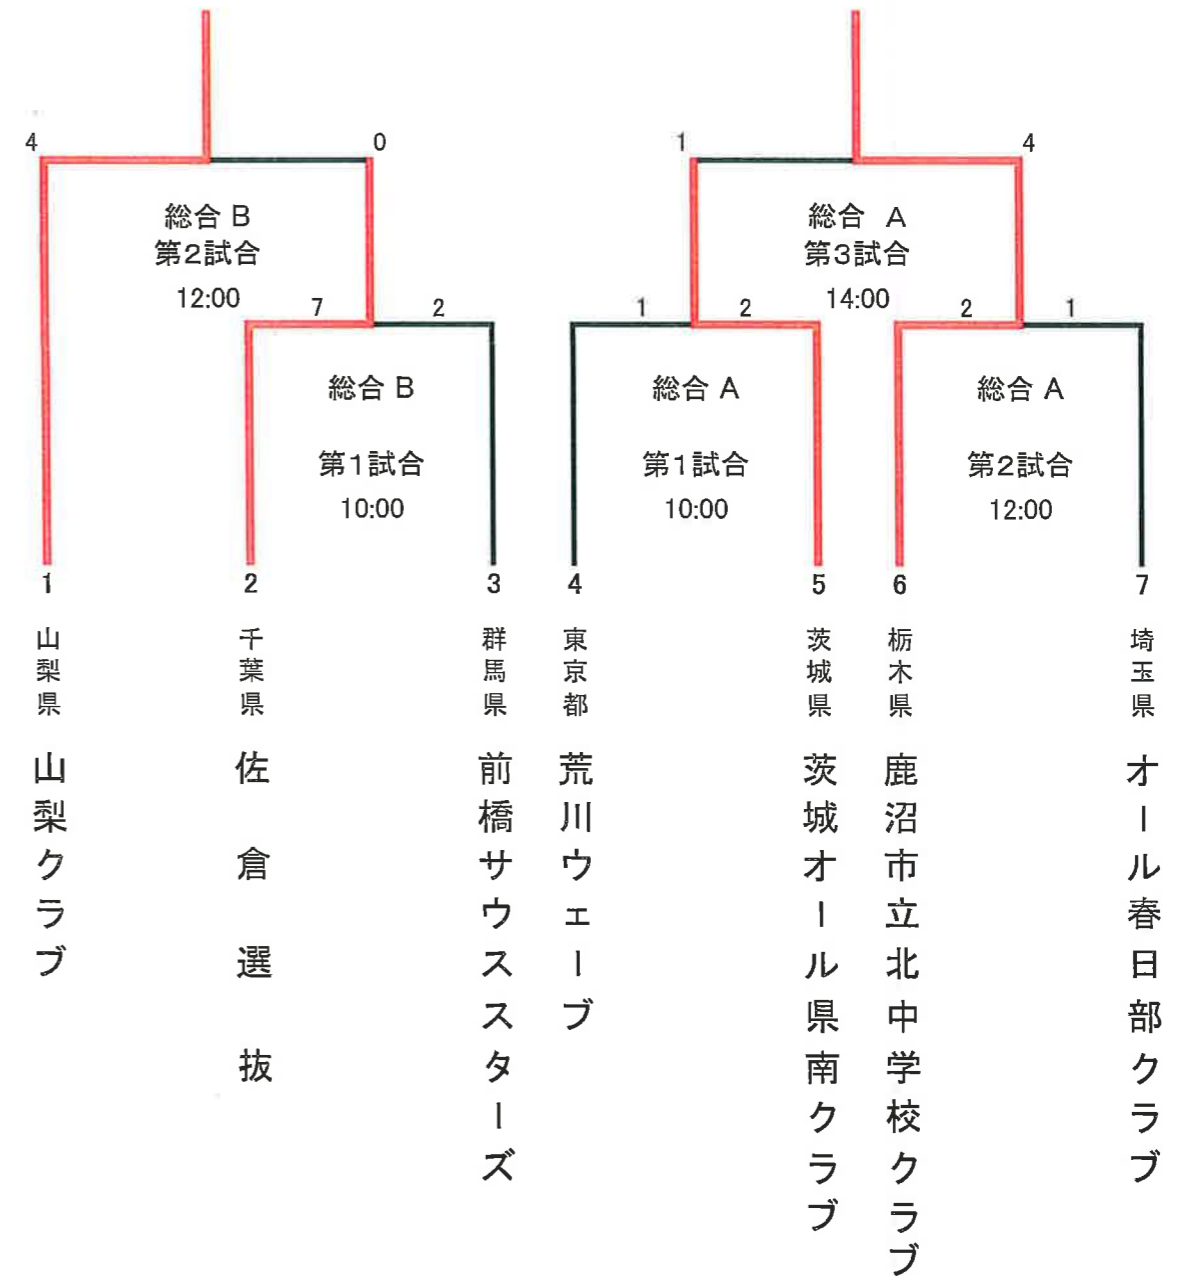 4
0
1
4
総合 B
第2試合
12:00
総合 A
第3試合
14:00
7
2
1
2
2
1
総合 B
第1試合
10:00
総合 A
第1試合
10:00
総合 A
第2試合
12:00
1
2
3
4
5
6
7
山梨県
千葉県
群馬県
東京都
茨城県
栃木県
埼玉県
山梨クラブ
佐倉選抜
前橋サウススターズ
荒川ウェーブ
茨城オール県南クラブ
鹿沼市立北中学校クラブ
オール春日部クラブ